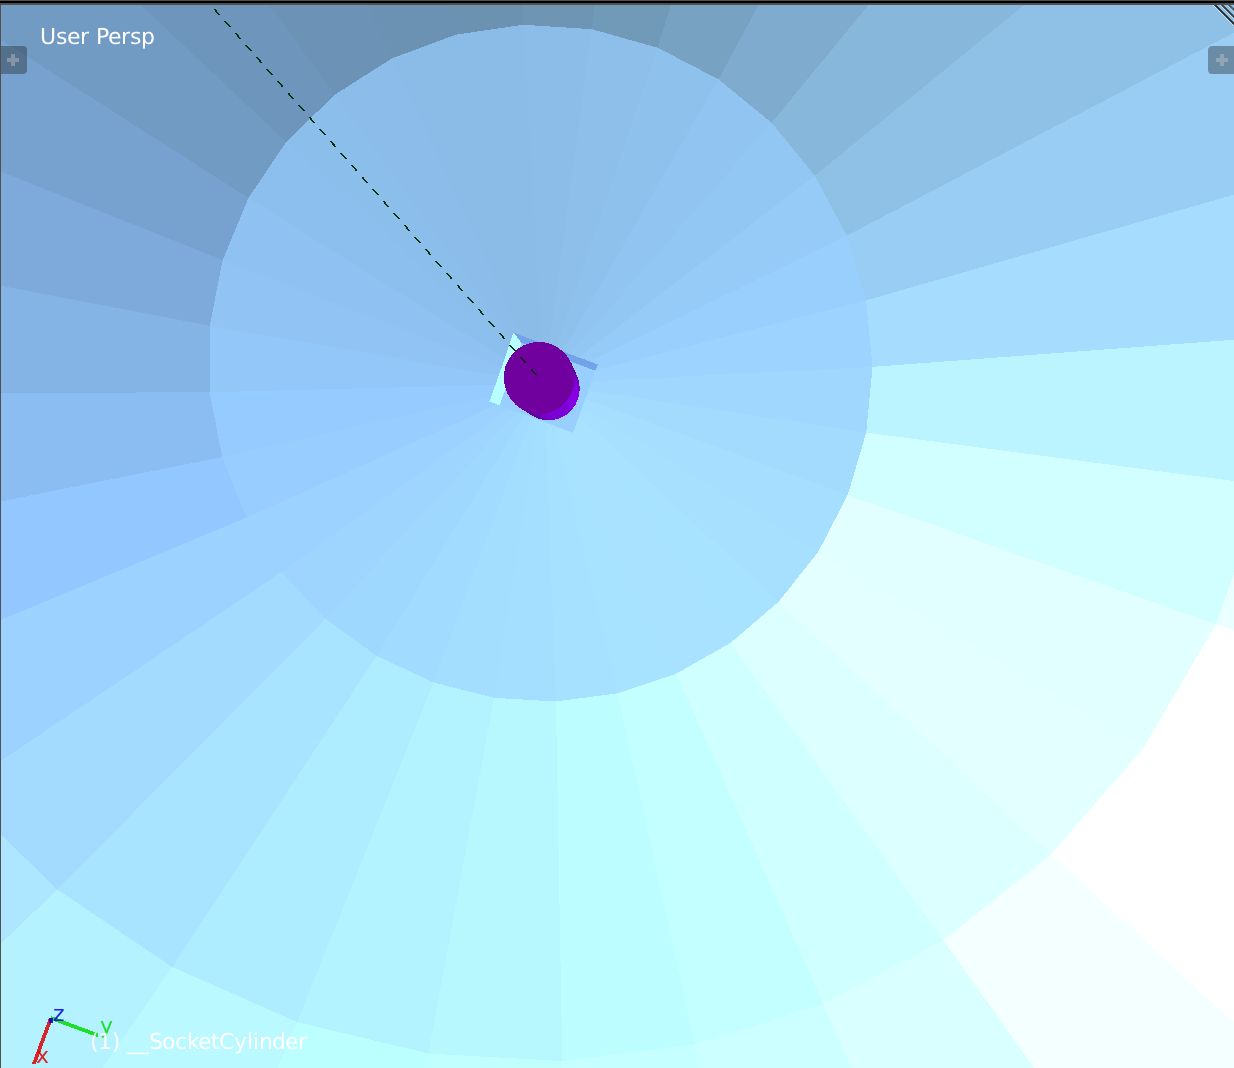 User Persp
Z
Y
X
(1) __SocketCylinder